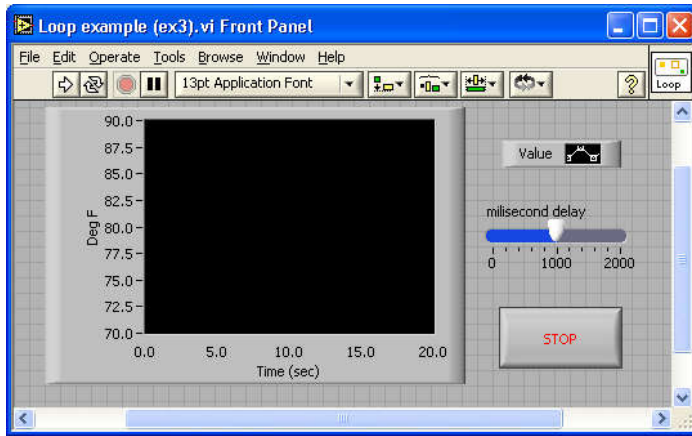 Loop example (ex3).vi Front Panel
File Edit Operate Tools Browse Window Help
13pt Application Font
?
Loop
90.0
87.5
85.0
82.5
80.0
77.5
75.0
72.5
70.0
Deg F
0.0 5.0 10.0 15.0 20.0
Time (sec)
Value
milisecond delay
0 1000 2000
STOP